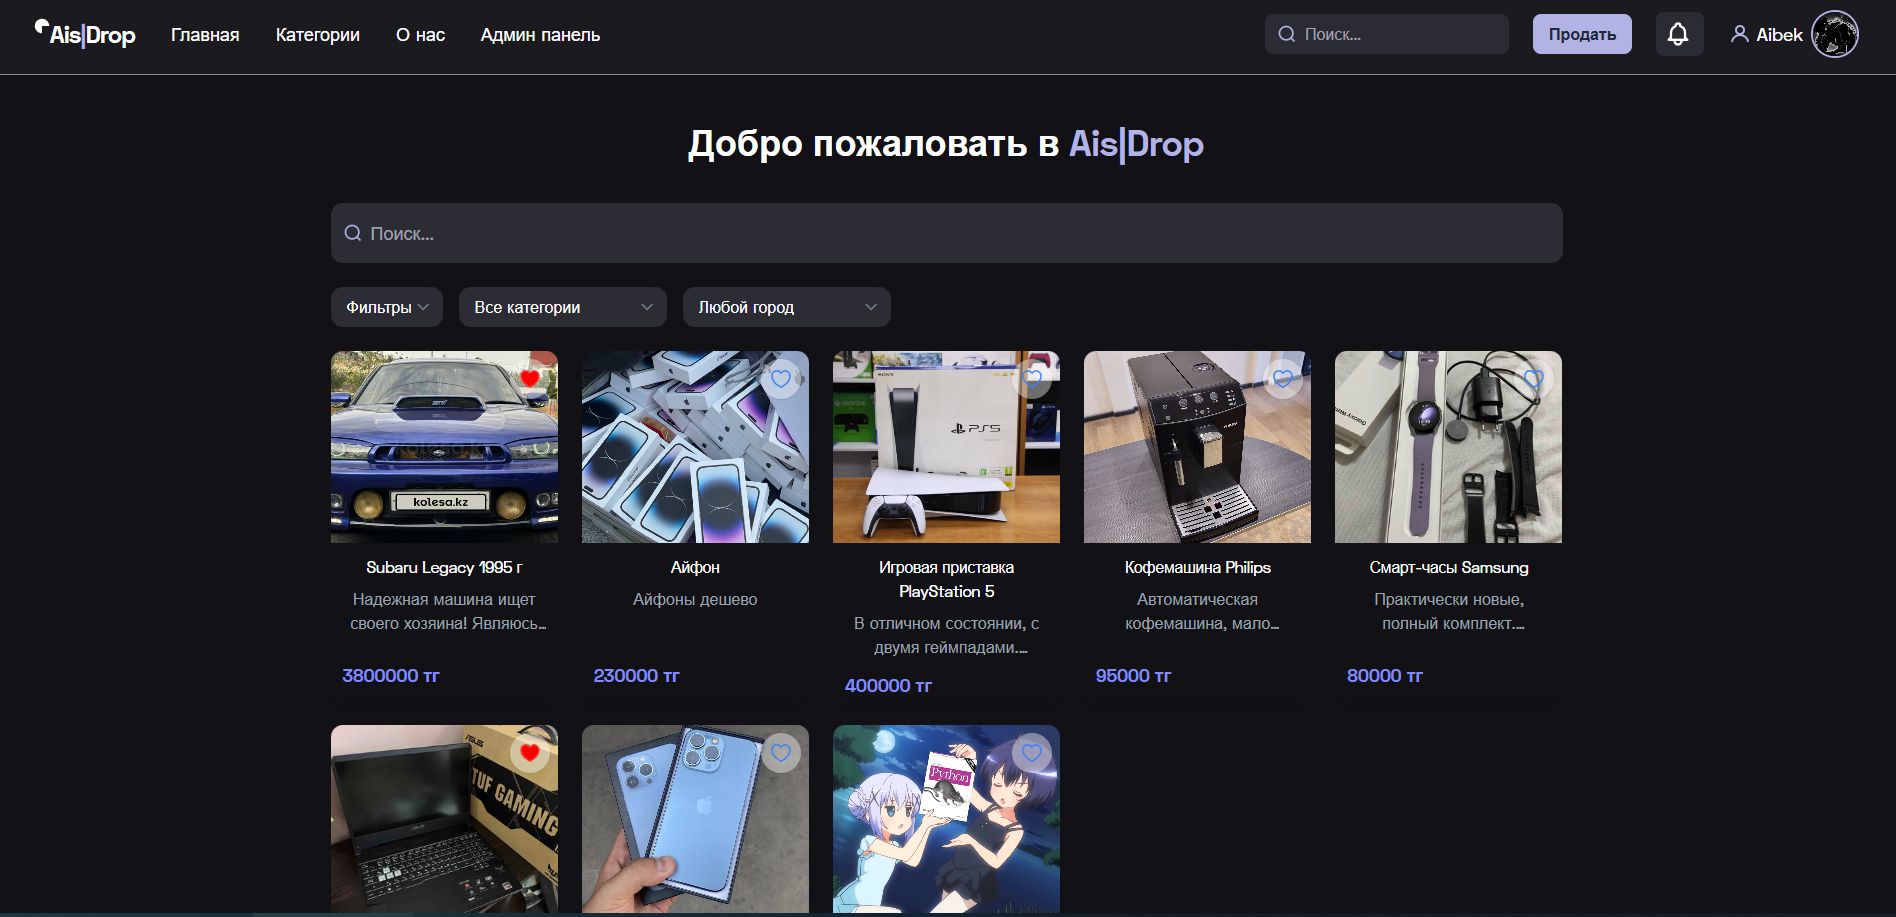 Ais|Drop
Главная
Категории
О нас
Админ панель
Поиск...
Продать
Aibek
Добро пожаловать в Ais|Drop
Поиск...
Фильтры
Все категории
Любой город
kolesa.kz
SONY
PS5
Subaru Legacy 1995 г
Надежная машина ищет
своего хозяина! Являюсь...
3800000 тг
Айфон
Айфоны дешево
230000 тг
Игровая приставка
PlayStation 5
В отличном состоянии, с
двумя геймпадами....
400000 тг
Кофемашина Philips
Автоматическая
кофемашина, мало...
95000 тг
Смарт-часы Samsung
Практически новые,
полный комплект....
80000 тг
ASUS
TUF GAMING
Python